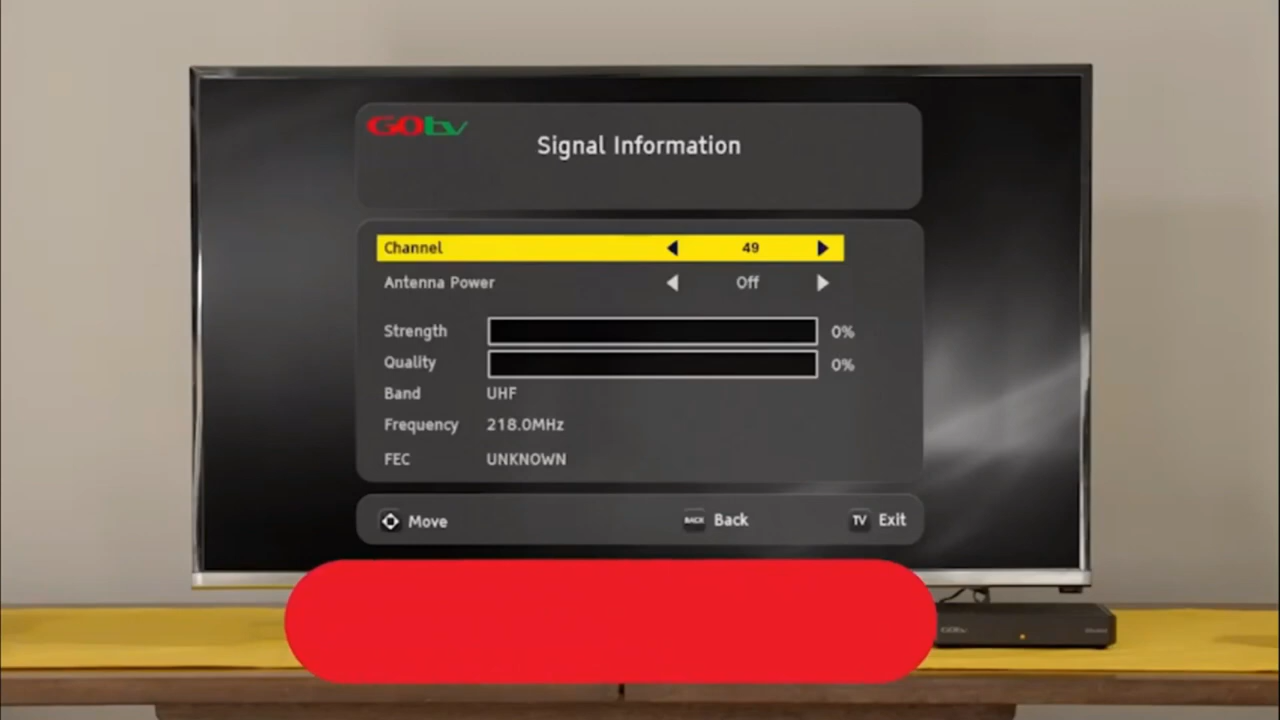 GOtv
Signal Information
Channel 49
Antenna Power Off
Strength 0%
Quality 0%
Band UHF
Frequency 218.0MHz
FEC UNKNOWN
Move BACK Back TV Exit
GOtv